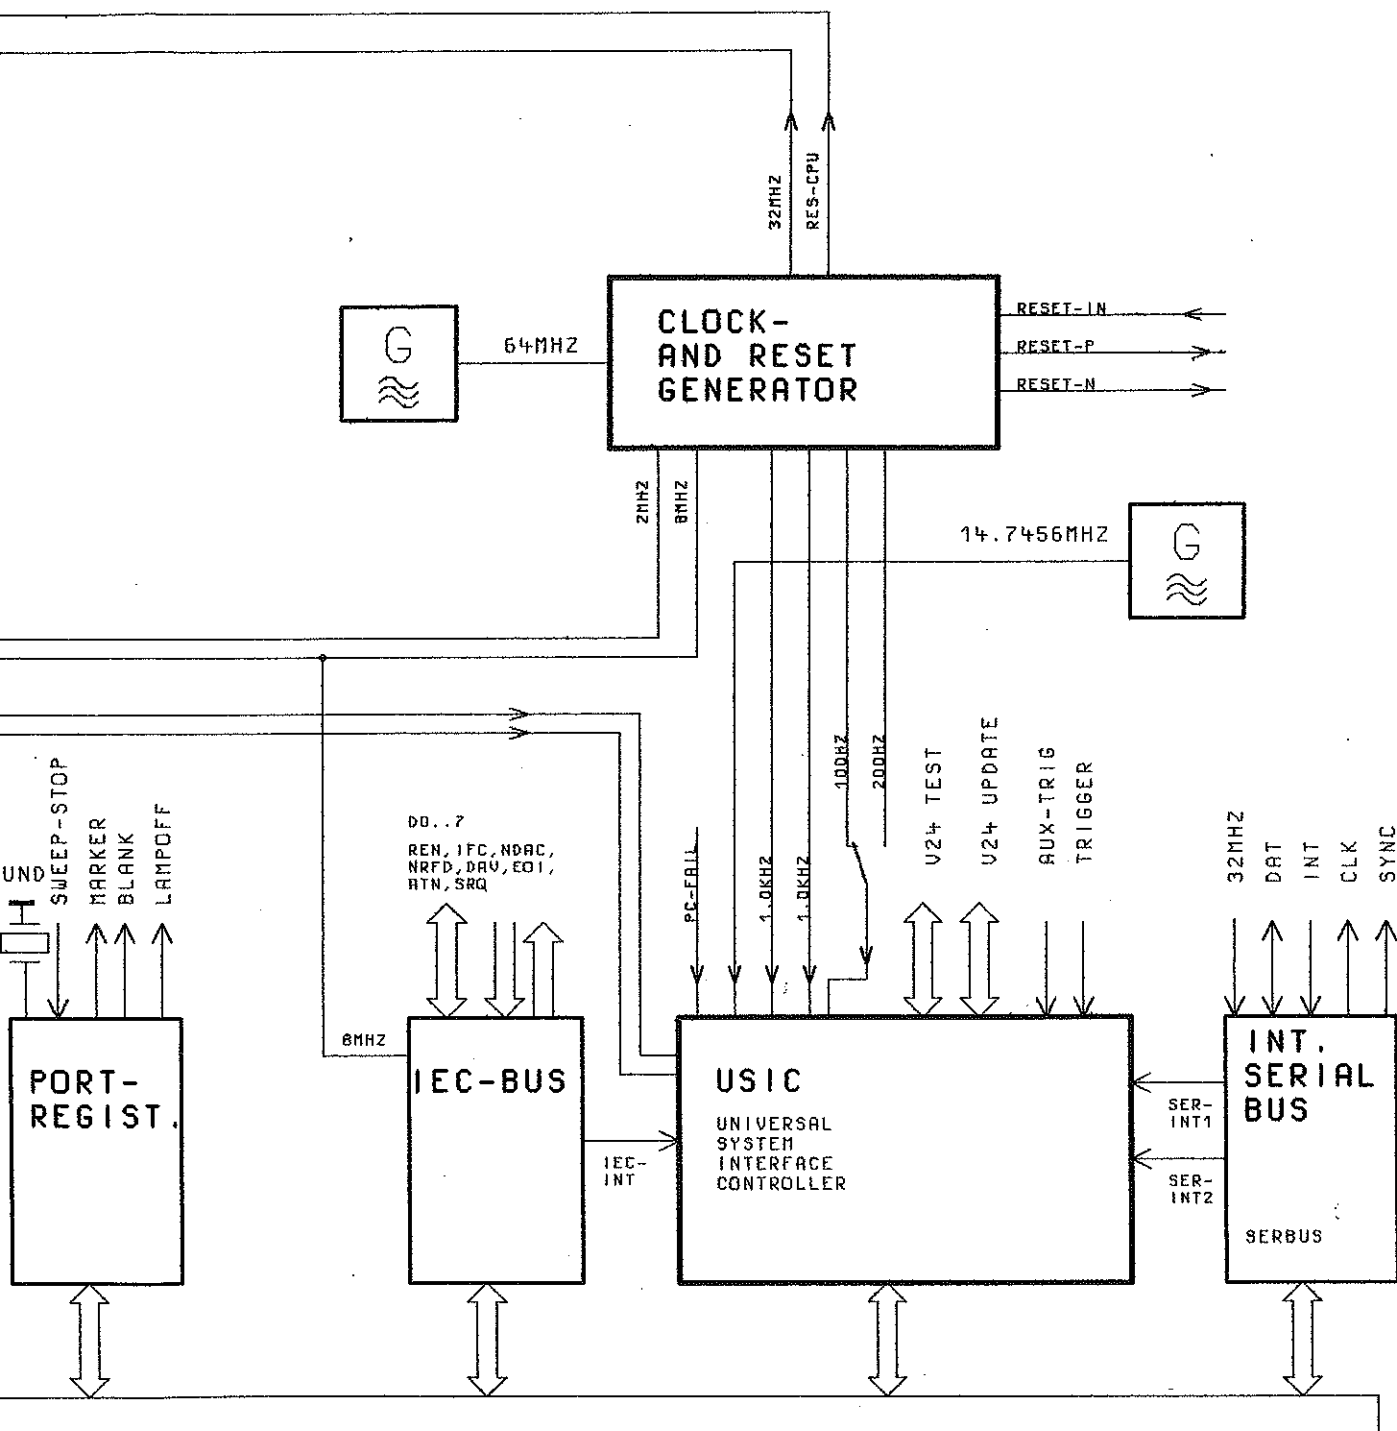 32MHZ
RES-CPU
G
64MHZ
CLOCK-
AND RESET
GENERATOR
RESET-IN
RESET-P
RESET-N
2MHZ
8MHZ
14.7456MHZ
G
UND
SWEEP-STOP
MARKER
BLANK
LAMPOFF
D0..7
REN,IFC,NDAC,
NRFD,DAV,EOI,
ATN,SRQ
PC-FAIL
1.0KHZ
1.0KHZ
100HZ
200HZ
V24 TEST
V24 UPDATE
AUX-TRIG
TRIGGER
32MHZ
DAT
INT
CLK
SYNC
PORT-
REGIST.
8MHZ
IEC-BUS
IEC-
INT
USIC
UNIVERSAL
SYSTEM
INTERFACE
CONTROLLER
SER-
INT1
SER-
INT2
INT.
SERIAL
BUS
SERBUS